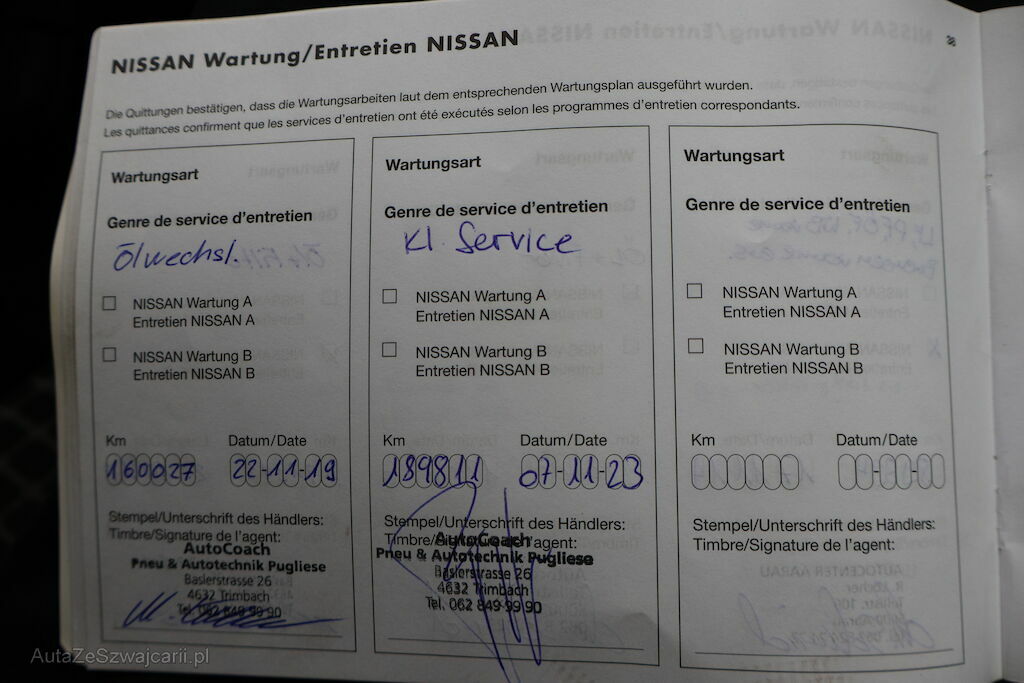 NISSAN Wartung/Entretien NISSAN
Die Quittungen bestätigen, dass die Wartungsarbeiten laut dem entsprechenden Wartungsplan ausgeführt wurden.
Les quittances confirment que les services d'entretien ont été exécutés selon les programmes d'entretien correspondants.
Wartungsart
Genre de service d'entretien
Ölwechsl.
NISSAN Wartung A
Entretien NISSAN A
NISSAN Wartung B
Entretien NISSAN B
Km Datum/Date
160027 22-11-19
Stempel/Unterschrift des Händlers:
Timbre/Signature de l'agent:
AutoCoach
Pneu & Autotechnik Pugliese
Baslerstrasse 26
4632 Trimbach
Tel. 062 849 99 90
Wartungsart
Genre de service d'entretien
Kl. Service
NISSAN Wartung A
Entretien NISSAN A
NISSAN Wartung B
Entretien NISSAN B
Km Datum/Date
189811 07-11-23
Stempel/Unterschrift des Händlers:
Timbre/Signature de l'agent:
AutoCoach
Pneu & Autotechnik Pugliese
Baslerstrasse 26
4632 Trimbach
Tel. 062 849 99 90
Wartungsart
Genre de service d'entretien
NISSAN Wartung A
Entretien NISSAN A
NISSAN Wartung B
Entretien NISSAN B
Km Datum/Date
Stempel/Unterschrift des Händlers:
Timbre/Signature de l'agent:
AutaZeSzwajcarii.pl